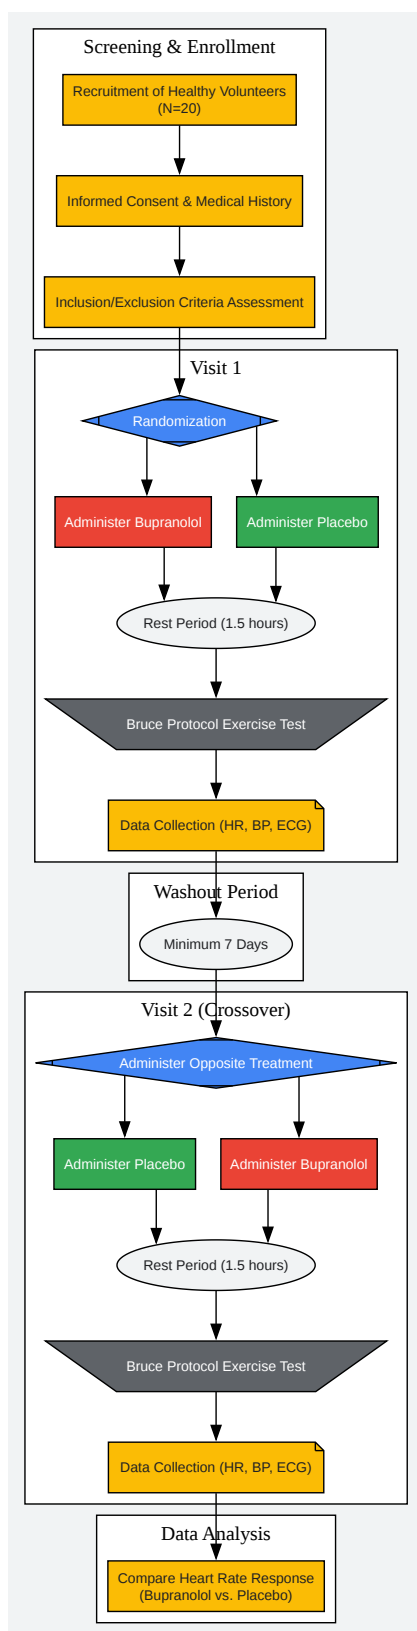 Screening & Enrollment
Recruitment of Healthy Volunteers
(N=20)
Informed Consent & Medical History
Inclusion/Exclusion Criteria Assessment
Visit 1
Randomization
Administer Bupranolol
Administer Placebo
Rest Period (1.5 hours)
Bruce Protocol Exercise Test
Data Collection (HR, BP, ECG)
Washout Period
Minimum 7 Days
Visit 2 (Crossover)
Administer Opposite Treatment
Administer Placebo
Administer Bupranolol
Rest Period (1.5 hours)
Bruce Protocol Exercise Test
Data Collection (HR, BP, ECG)
Data Analysis
Compare Heart Rate Response
(Bupranolol vs. Placebo)